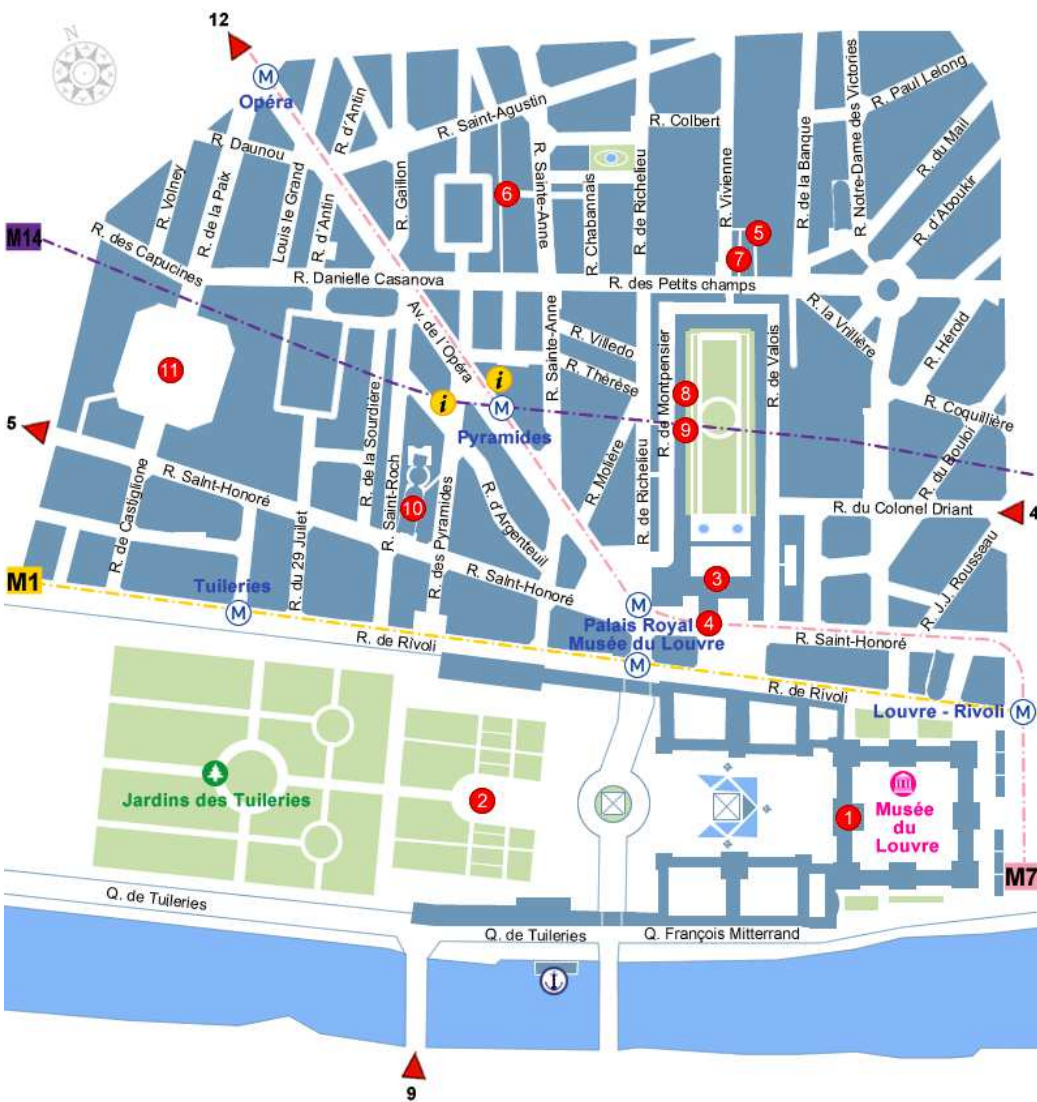 12
N
M
Opéra
R. Daunou
R. d´Antin
R. Saint-Agustin
R. Colbert
R. Paul Lelong
R. Notre-Dame des Victories
R. du Mail
R. d´Aboukir
R. de la Banque
R. Vivienne
R. de Richelieu
R. Chabannais
R. Sainte-Anne
6
R. Gaillon
R. d´Antin
Louis le Grand
R. de la Paix
R. Volney
M14
R. des Capucines
5
7
R. Danielle Casanova
R. des Petits champs
R. la Vrillière
R. Hérold
Av. de l´Opéra
R. Sainte-Anne
R. Villedo
R. Thérèse
R. de Montpensier
R. de Valois
11
i
i
M
Pyramides
8
9
R. Coquillière
R. du Bouloi
5
R. Salnt-Honoré
R. de la Sourdière
R. Saint-Roch
10
R. des Pyramides
R. d'Argenteuil
R. Molière
R. de Richelieu
R. du Colonel Driant
4
R. de Castiglione
R. du 29 Juillet
R. Salnt-Honoré
R. J.J. Rousseau
M1
Tuileries
M
3
M
4
Palais Royal
Musée du Louvre
M
R. Saint-Honoré
R. de Rivoli
R. de Rivoli
Louvre - Rivoli
M
Jardins des Tuileries
2
1
Musée
du
Louvre
M7
Q. de Tuileries
Q. de Tuileries
Q. François Mitterrand
9